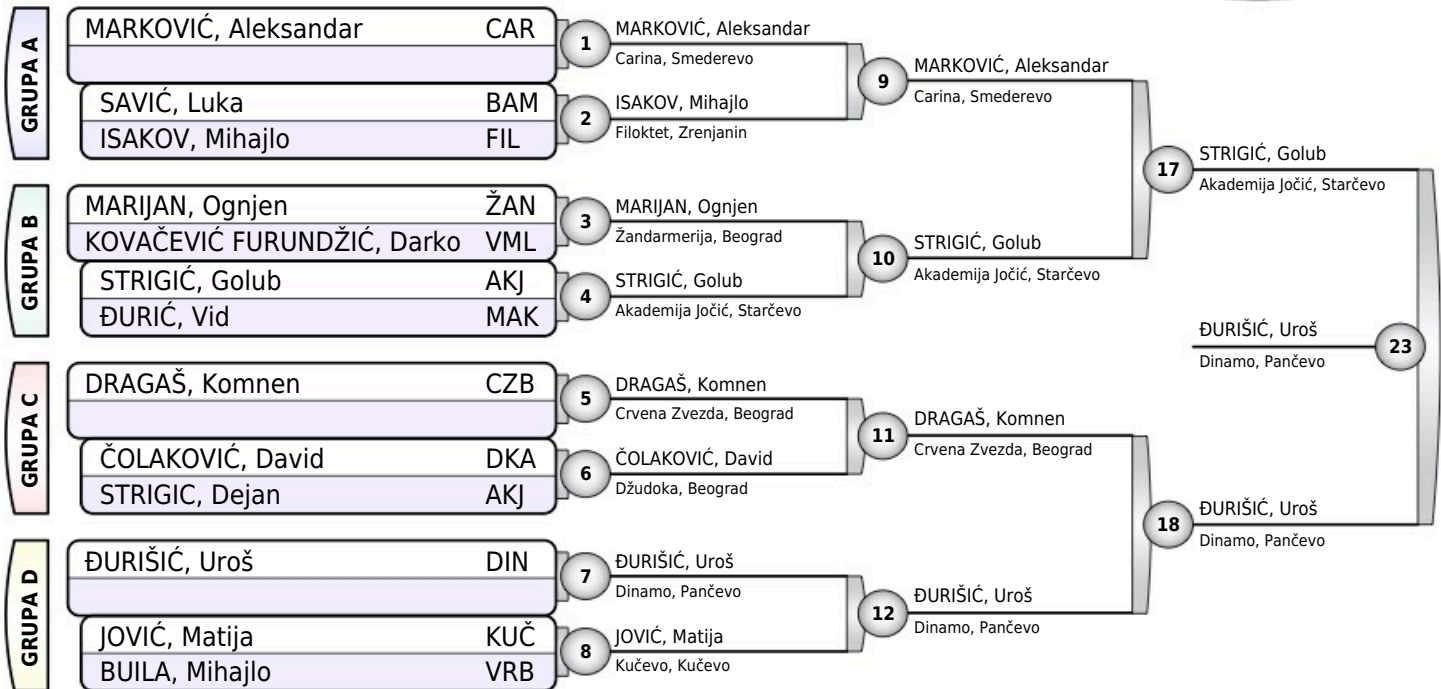 GRUPA A
MARKOVIĆ, Aleksandar CAR
SAVIĆ, Luka BAM
ISAKOV, Mihajlo FIL
GRUPA B
MARIJAN, Ognjen ŽAN
KOVAČEVIĆ FURUNDŽIĆ, Darko VML
STRIGIĆ, Golub AKJ
ĐURIĆ, Vid MAK
GRUPA C
DRAGAŠ, Komnen CZB
ČOLAKOVIĆ, David DKA
STRIGIC, Dejan AKJ
GRUPA D
ĐURIŠIĆ, Uroš DIN
JOVIĆ, Matija KUČ
BUILA, Mihajlo VRB
1
MARKOVIĆ, Aleksandar
Carina, Smederevo
2
ISAKOV, Mihajlo
Filoktet, Zrenjanin
3
MARIJAN, Ognjen
Žandarmerija, Beograd
4
STRIGIĆ, Golub
Akademija Jočić, Starčevo
5
DRAGAŠ, Komnen
Crvena Zvezda, Beograd
6
ČOLAKOVIĆ, David
Džudoka, Beograd
7
ĐURIŠIĆ, Uroš
Dinamo, Pančevo
8
JOVIĆ, Matija
Kučevo, Kučevo
9
MARKOVIĆ, Aleksandar
Carina, Smederevo
10
STRIGIĆ, Golub
Akademija Jočić, Starčevo
11
DRAGAŠ, Komnen
Crvena Zvezda, Beograd
12
ĐURIŠIĆ, Uroš
Dinamo, Pančevo
17
STRIGIĆ, Golub
Akademija Jočić, Starčevo
18
ĐURIŠIĆ, Uroš
Dinamo, Pančevo
ĐURIŠIĆ, Uroš
Dinamo, Pančevo
23